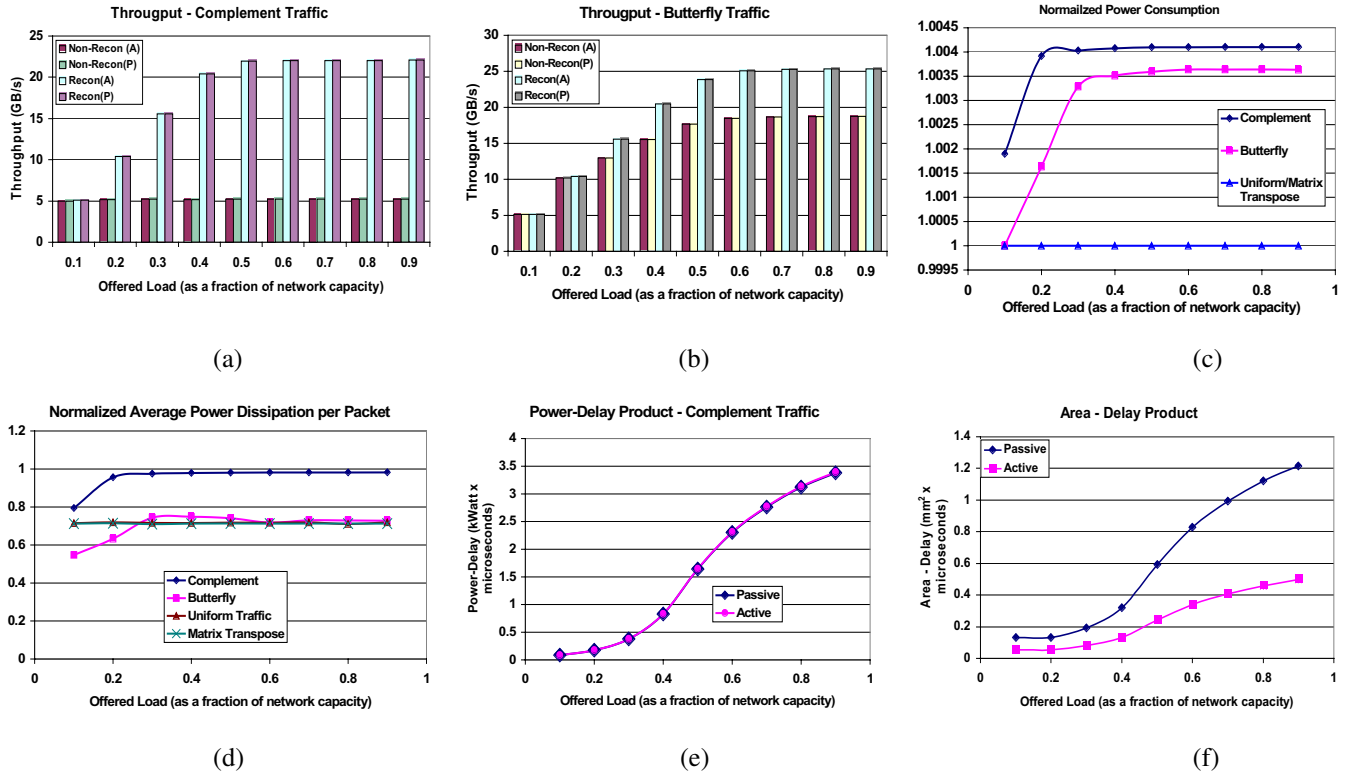 Througput - Complement Traffic
Throughput (GB/s)
25
20
15
10
5
0
Non-Recon (A)
Non-Recon(P)
Recon(A)
Recon(P)
0.1 0.2 0.3 0.4 0.5 0.6 0.7 0.8 0.9
Offered Load (as a fraction of network capacity)
(a)
Througput - Butterfly Traffic
Througput (GB/s)
30
25
20
15
10
5
0
Non-Recon (A)
Non-Recon(P)
Recon(A)
Recon(P)
0.1 0.2 0.3 0.4 0.5 0.6 0.7 0.8 0.9
Offered Load (as a fraction of network capacity)
(b)
Normailzed Power Consumption
1.0045
1.004
1.0035
1.003
1.0025
1.002
1.0015
1.001
1.0005
1
0.9995
Complement
Butterfly
Uniform/Matrix
Transpose
0 0.2 0.4 0.6 0.8 1
Offered Load (as a fraction of network capacity)
(c)
Normalized Average Power Dissipation per Packet
1.2
1
0.8
0.6
0.4
0.2
0
Complement
Butterfly
Uniform Traffic
Matrix Transpose
0 0.2 0.4 0.6 0.8 1
Offered Load (as a fraction of network capacity)
(d)
Power-Delay Product - Complement Traffic
Power-Delay (kWatt x
microseconds)
4
3.5
3
2.5
2
1.5
1
0.5
0
Passive
Active
0 0.2 0.4 0.6 0.8 1
Offered Load (as a fraction of network capacity)
(e)
Area - Delay Product
Area - Delay (mm² x
microseconds)
1.4
1.2
1
0.8
0.6
0.4
0.2
0
Passive
Active
0 0.2 0.4 0.6 0.8 1
Offered Load (as a fraction of network capacity)
(f)